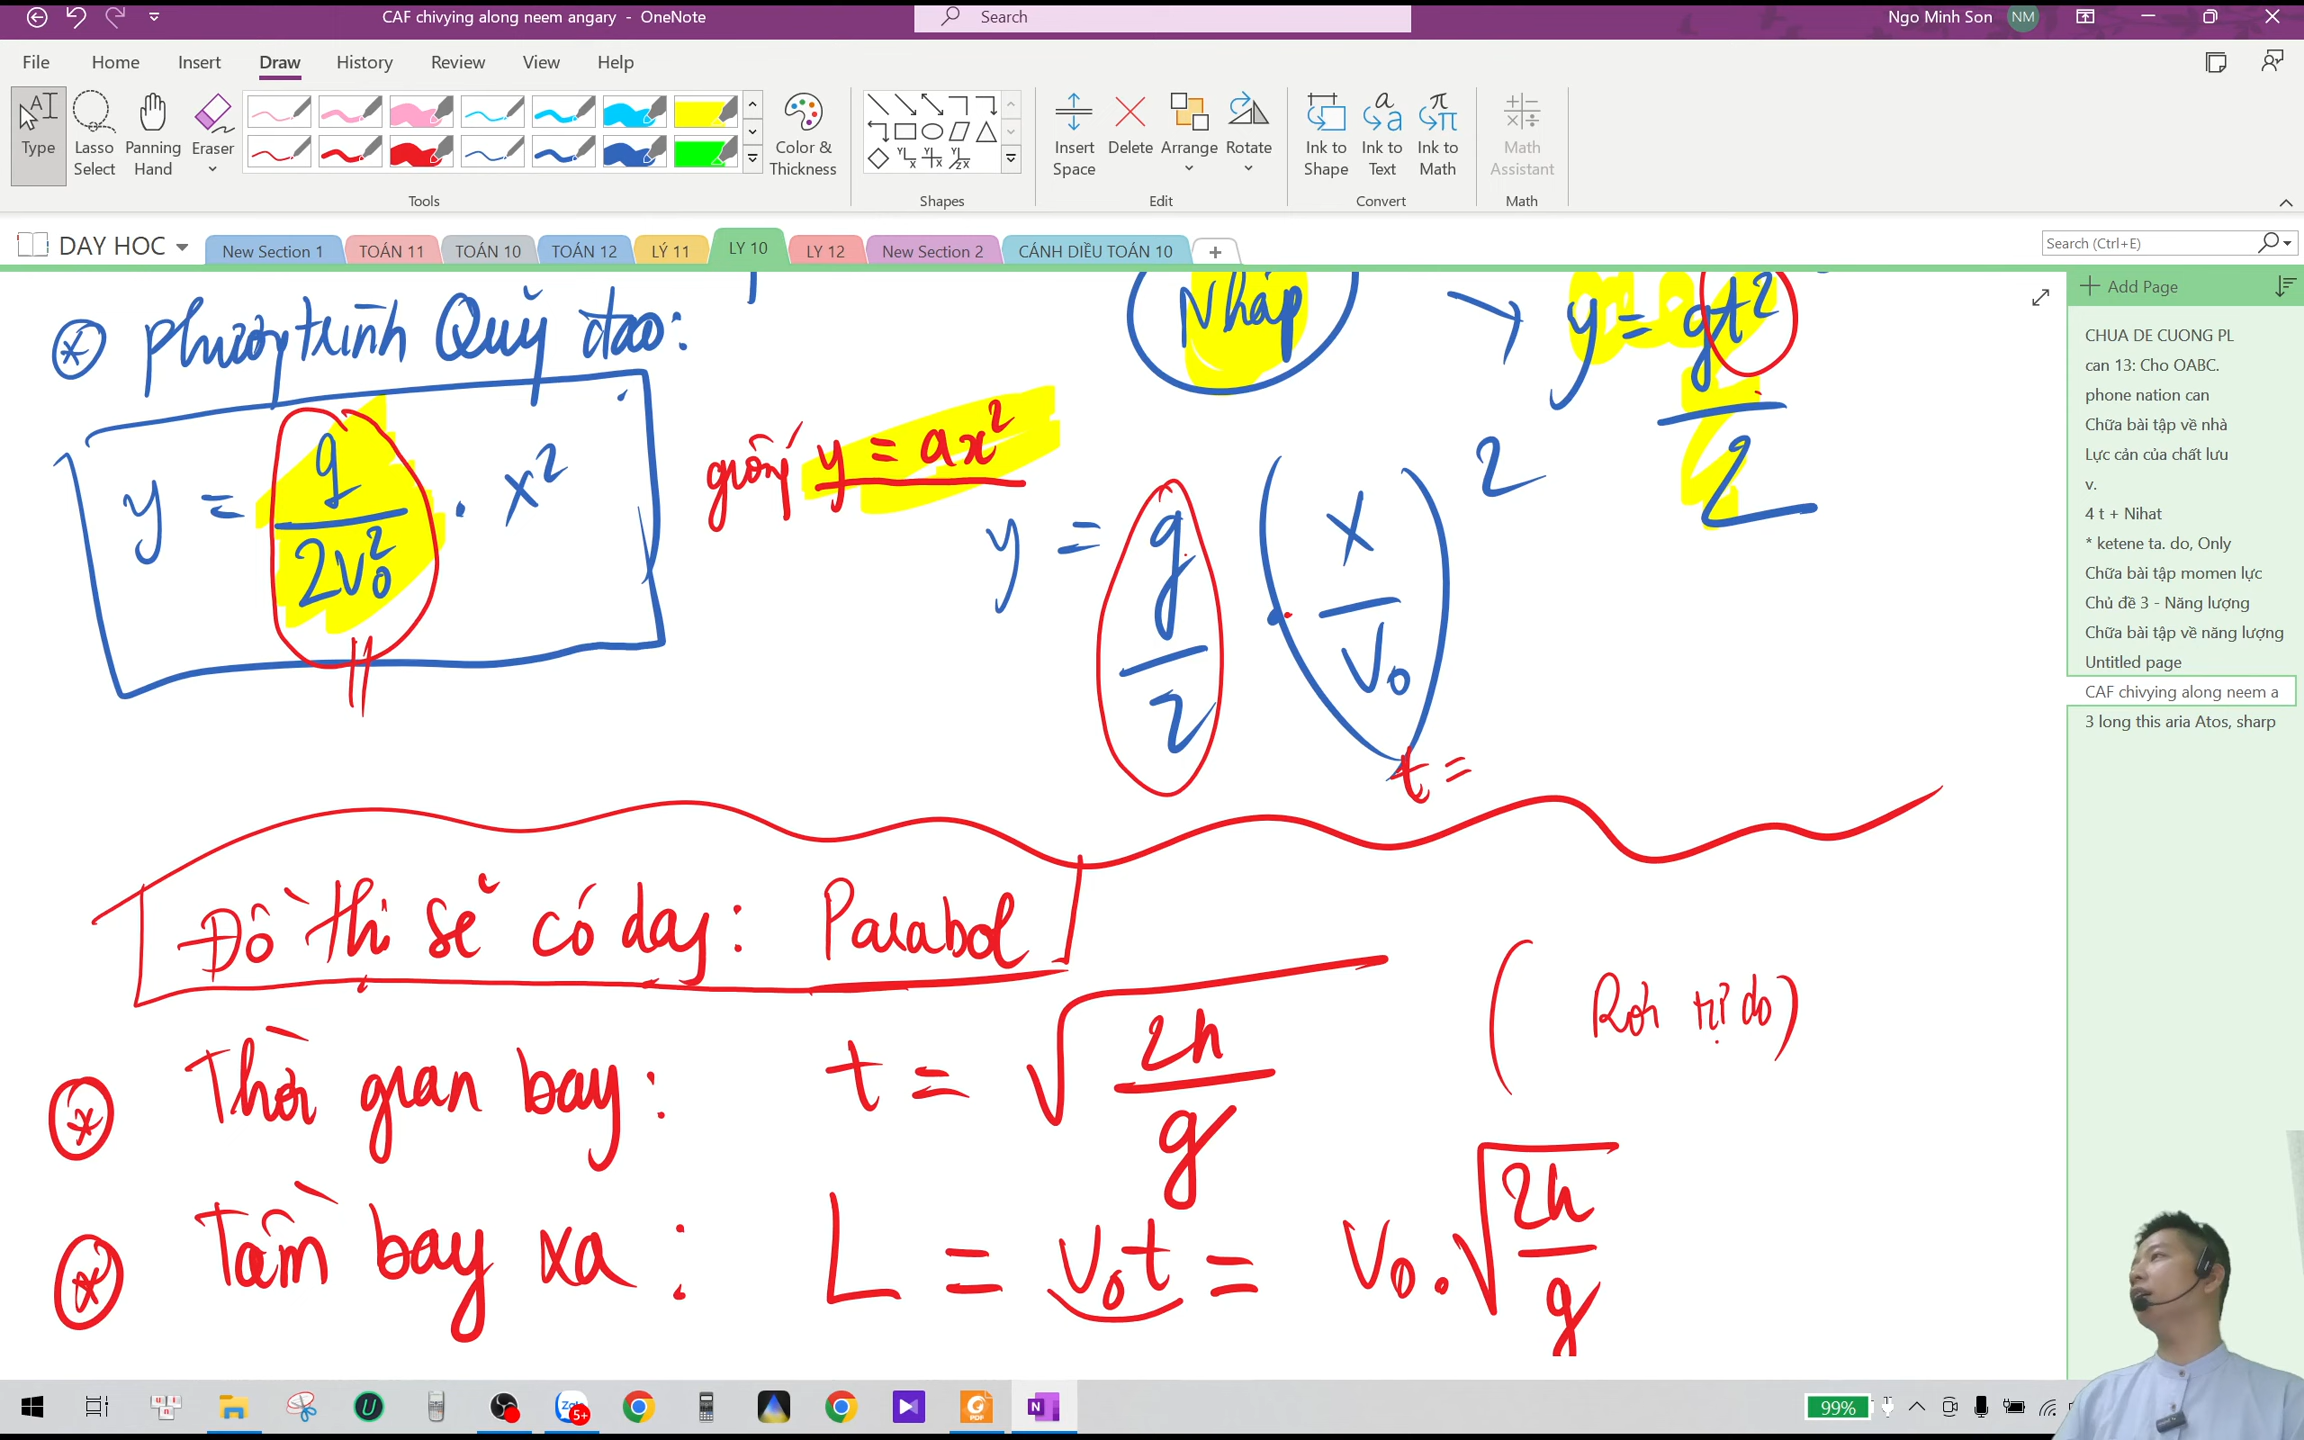 CAF chivying along neem angary - OneNote
Search
Ngo Minh Son NM
File Home Insert Draw History Review View Help
Type
Lasso Select
Panning Hand
Eraser
Color & Thickness
Insert Space
Delete
Arrange
Rotate
Ink to Shape
Ink to Text
Ink to Math
Math Assistant
Tools Shapes Edit Convert Math
DAY HOC
New Section 1 TOÁN 11 TOÁN 10 TOÁN 12 LÝ 11 LY 10 LY 12 New Section 2 CÁNH DIỀU TOÁN 10 +
Search (Ctrl+E)
Add Page
CHUA DE CUONG PL
can 13: Cho OABC.
phone nation can
Chữa bài tập về nhà
Lực cản của chất lưu
v.
4 t + Nihat
* ketene ta. do, Only
Chữa bài tập momen lực
Chủ đề 3 - Năng lượng
Chữa bài tập về năng lượng
Untitled page
CAF chivying along neem a
3 long this aria Atos, sharp
* phương trình Quỹ đạo:
Nháp
→ y = gt²/2
y = g/2v₀² . x²
giống y = ax²
y = g/2 . (x/v₀)²
t =
Đồ thị sẽ có dạng: Parabol
* Thời gian bay: t = √(2h/g) (Rơi tự do)
* Tầm bay xa: L = v₀t = v₀.√(2h/g)
5+
99%